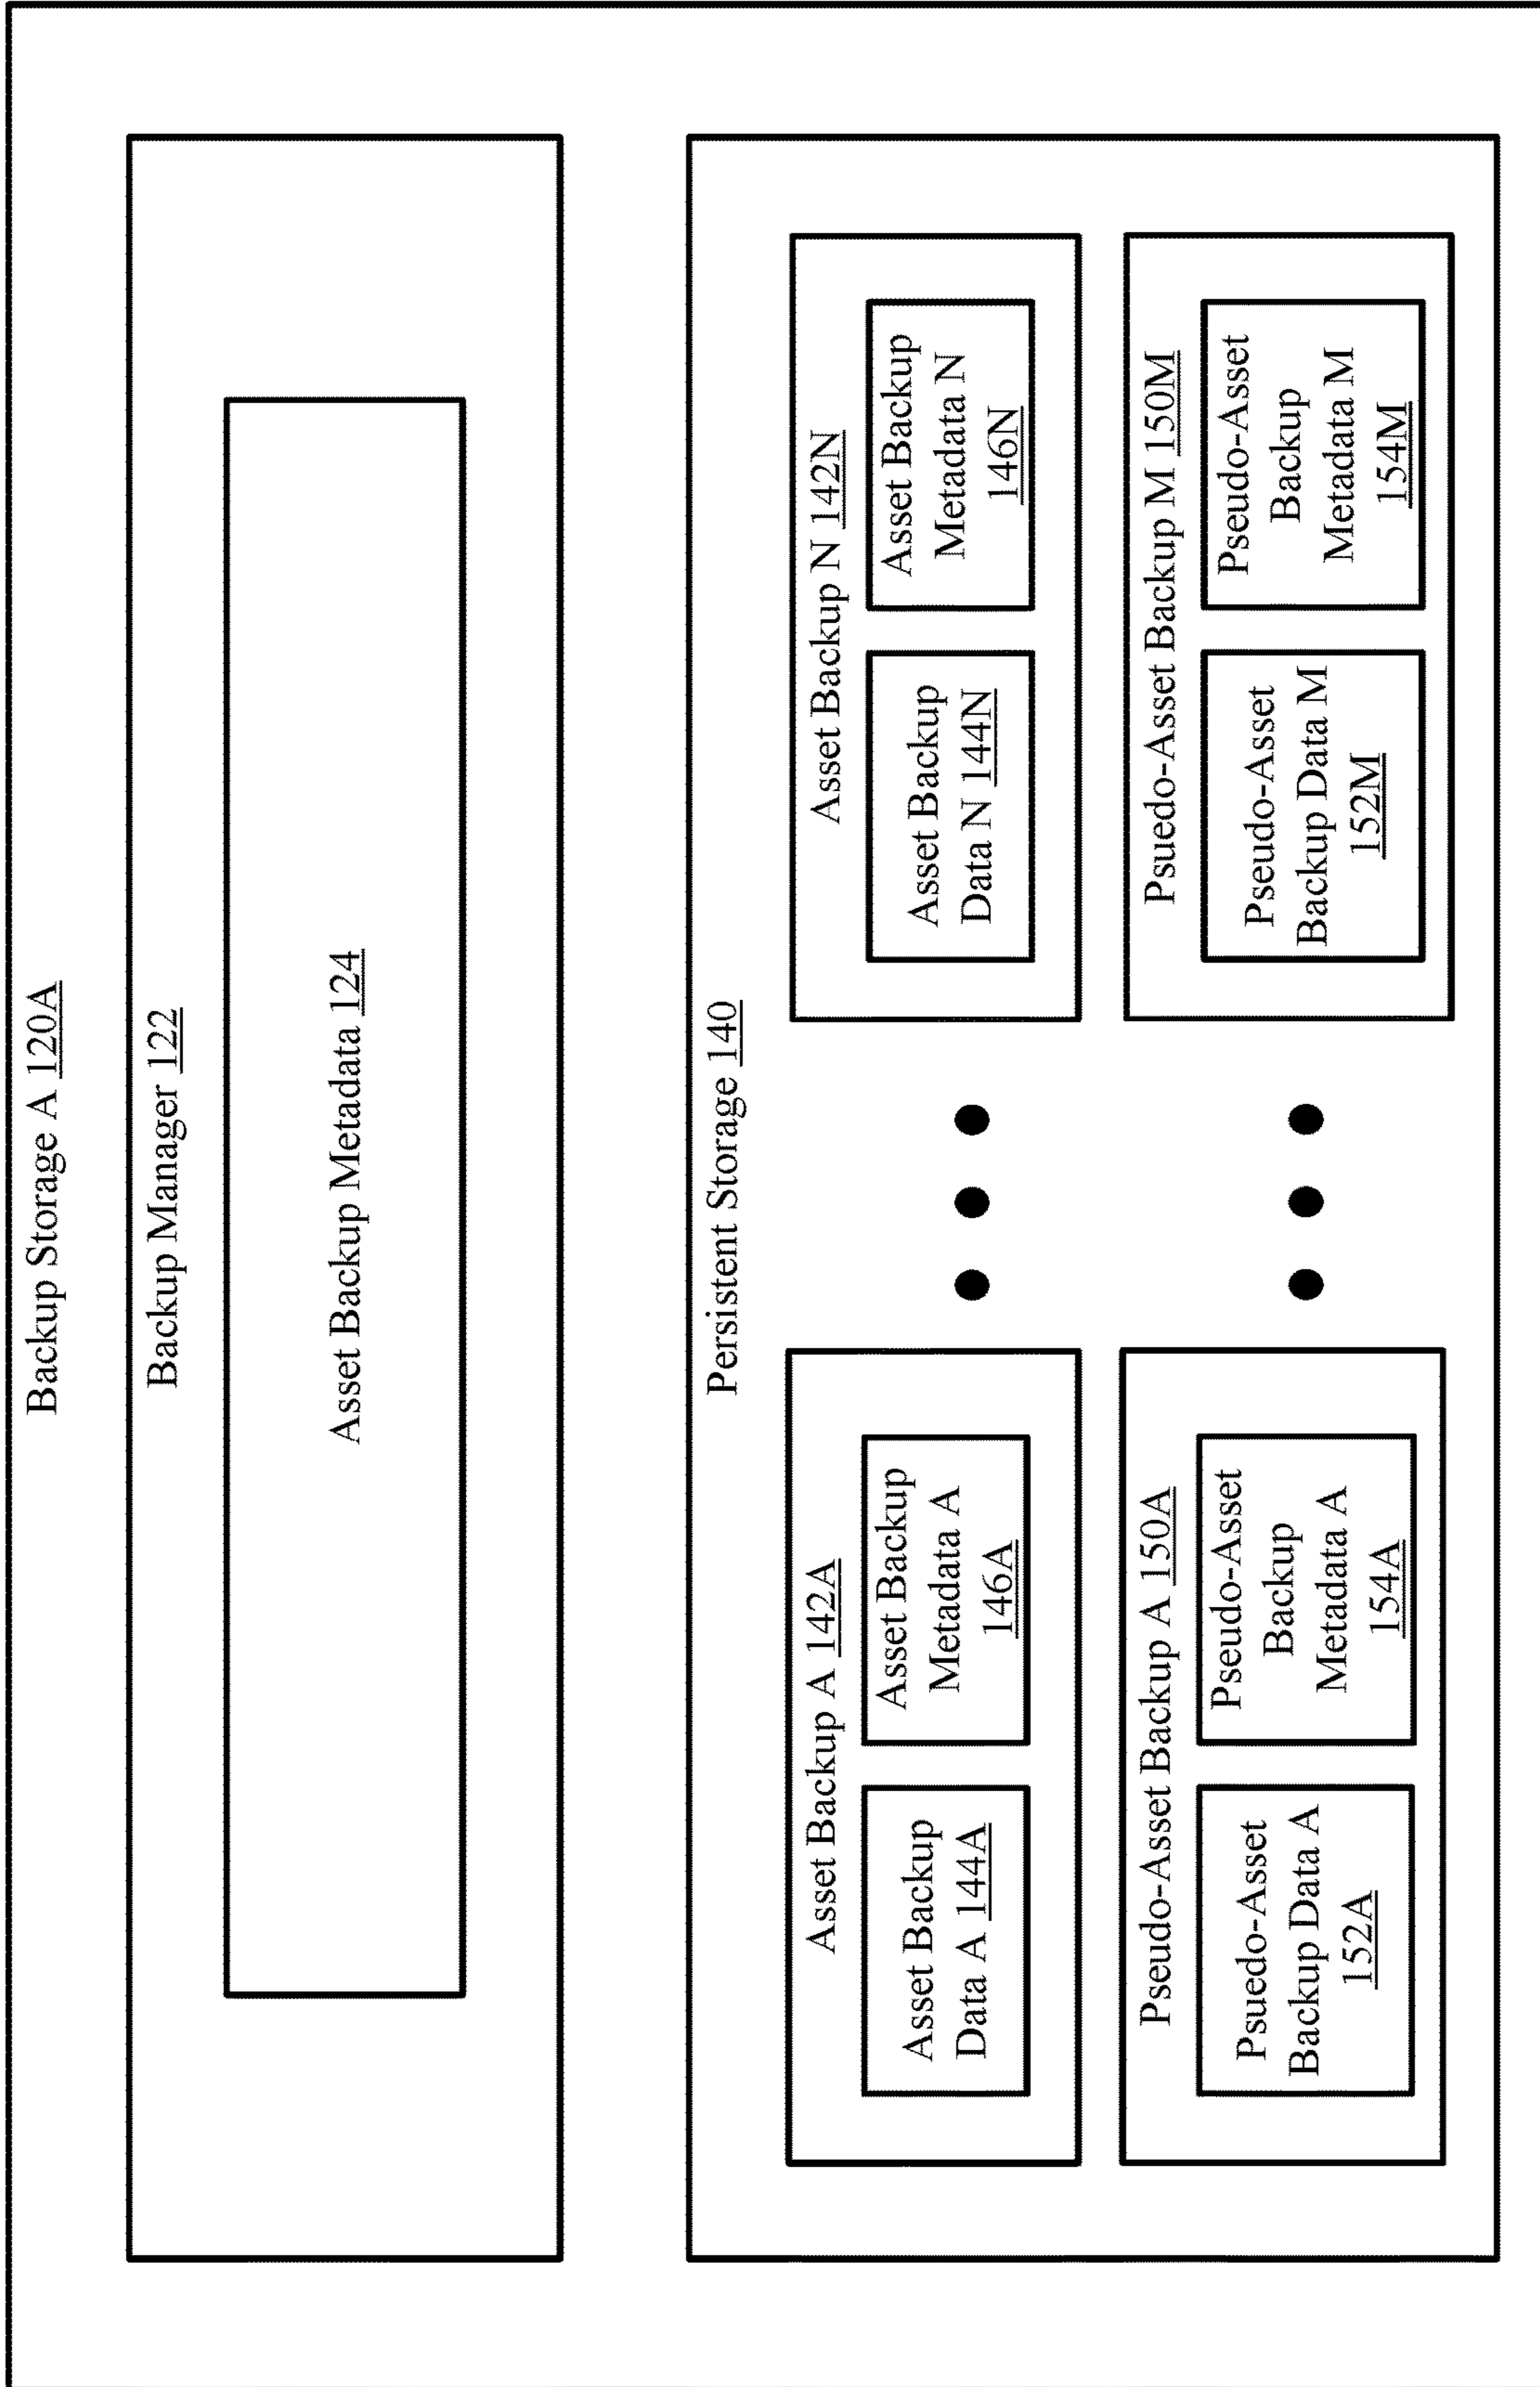 Backup Storage A 120A
Backup Manager 122
Asset Backup Metadata 124
Persistent Storage 140
Asset Backup A 142A
Asset Backup
Data A 144A
Asset Backup
Metadata A
146A
Asset Backup N 142N
Asset Backup
Data N 144N
Asset Backup
Metadata N
146N
Pseudo-Asset Backup A 150A
Psuedo-Asset
Backup Data A
152A
Pseudo-Asset
Backup
Metadata A
154A
Psuedo-Asset Backup M 150M
Pseudo-Asset
Backup Data M
152M
Pseudo-Asset
Backup
Metadata M
154M